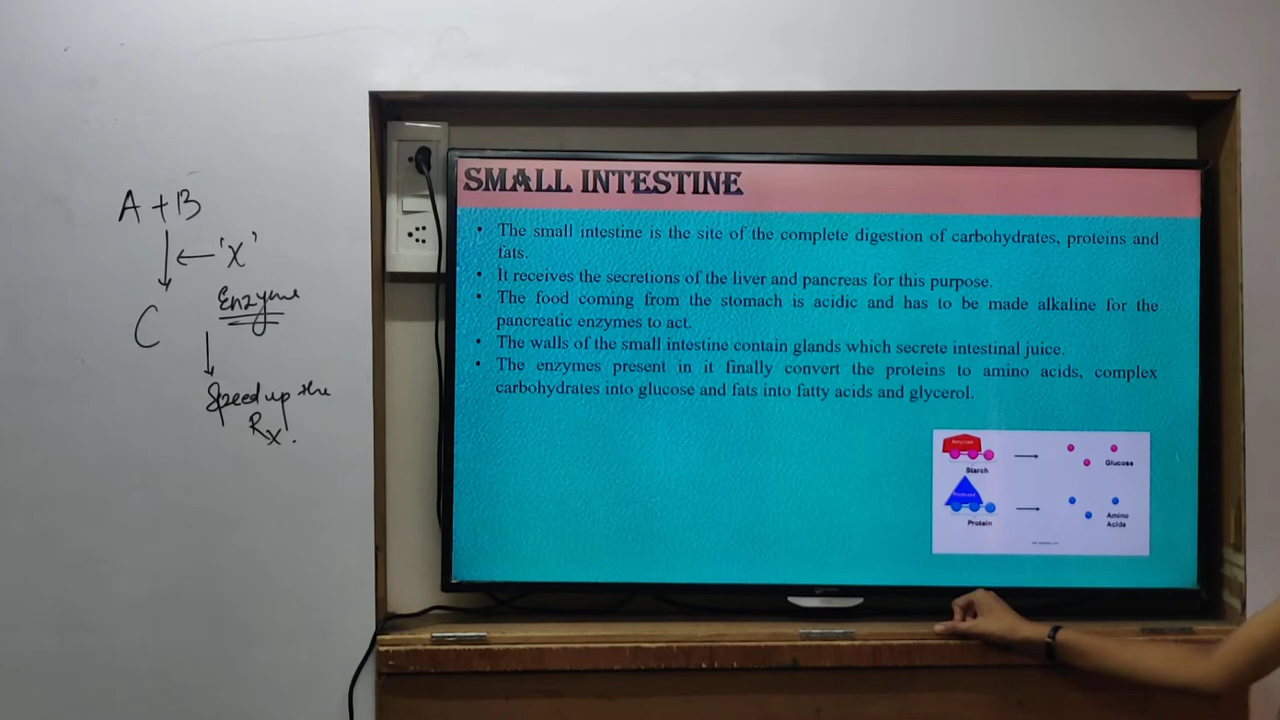 A + B
← 'X'
C
Enzyme
Speed up the
Rx.
SMALL INTESTINE
• The small intestine is the site of the complete digestion of carbohydrates, proteins and
fats.
• It receives the secretions of the liver and pancreas for this purpose.
• The food coming from the stomach is acidic and has to be made alkaline for the
pancreatic enzymes to act.
• The walls of the small intestine contain glands which secrete intestinal juice.
• The enzymes present in it finally convert the proteins to amino acids, complex
carbohydrates into glucose and fats into fatty acids and glycerol.
Starch
Glucose
Protein
Amino
Acids